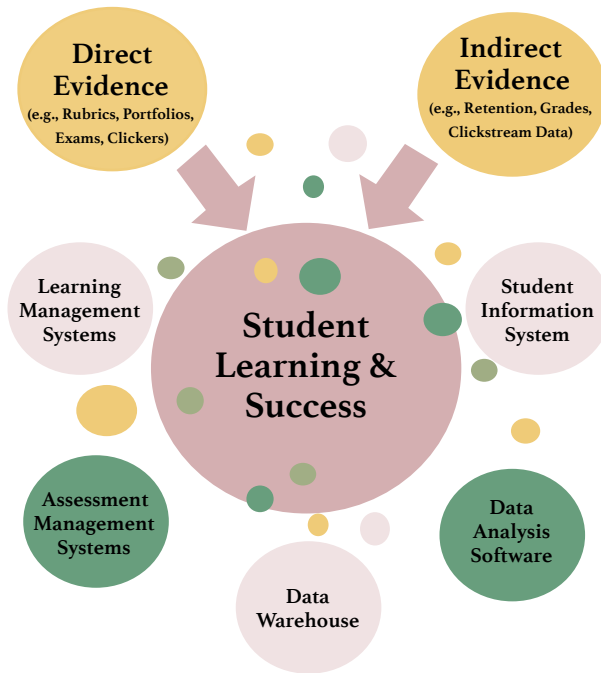 Direct
Evidence
(e.g., Rubrics, Portfolios,
Exams, Clickers)
Indirect
Evidence
(e.g., Retention, Grades,
Clickstream Data)
Learning
Management
Systems
Student
Learning &
Success
Student
Information
System
Assessment
Management
Systems
Data
Analysis
Software
Data
Warehouse